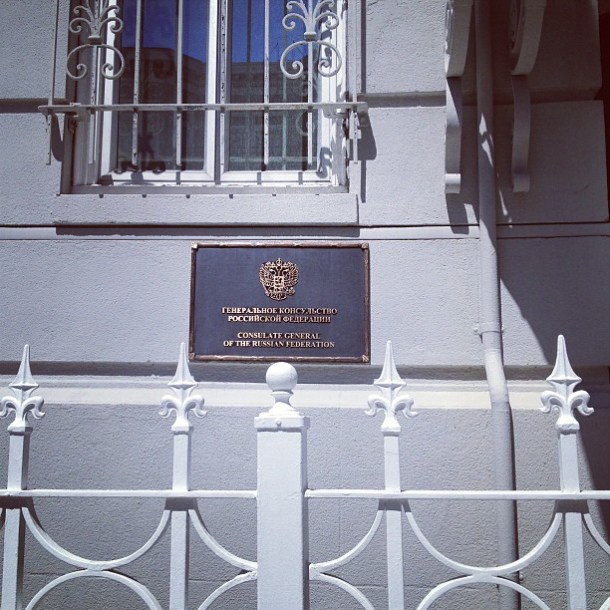 ГЕНЕРАЛЬНОЕ КОНСУЛЬСТВО
РОССИЙСКОЙ ФЕДЕРАЦИИ
CONSULATE GENERAL
OF THE RUSSIAN FEDERATION